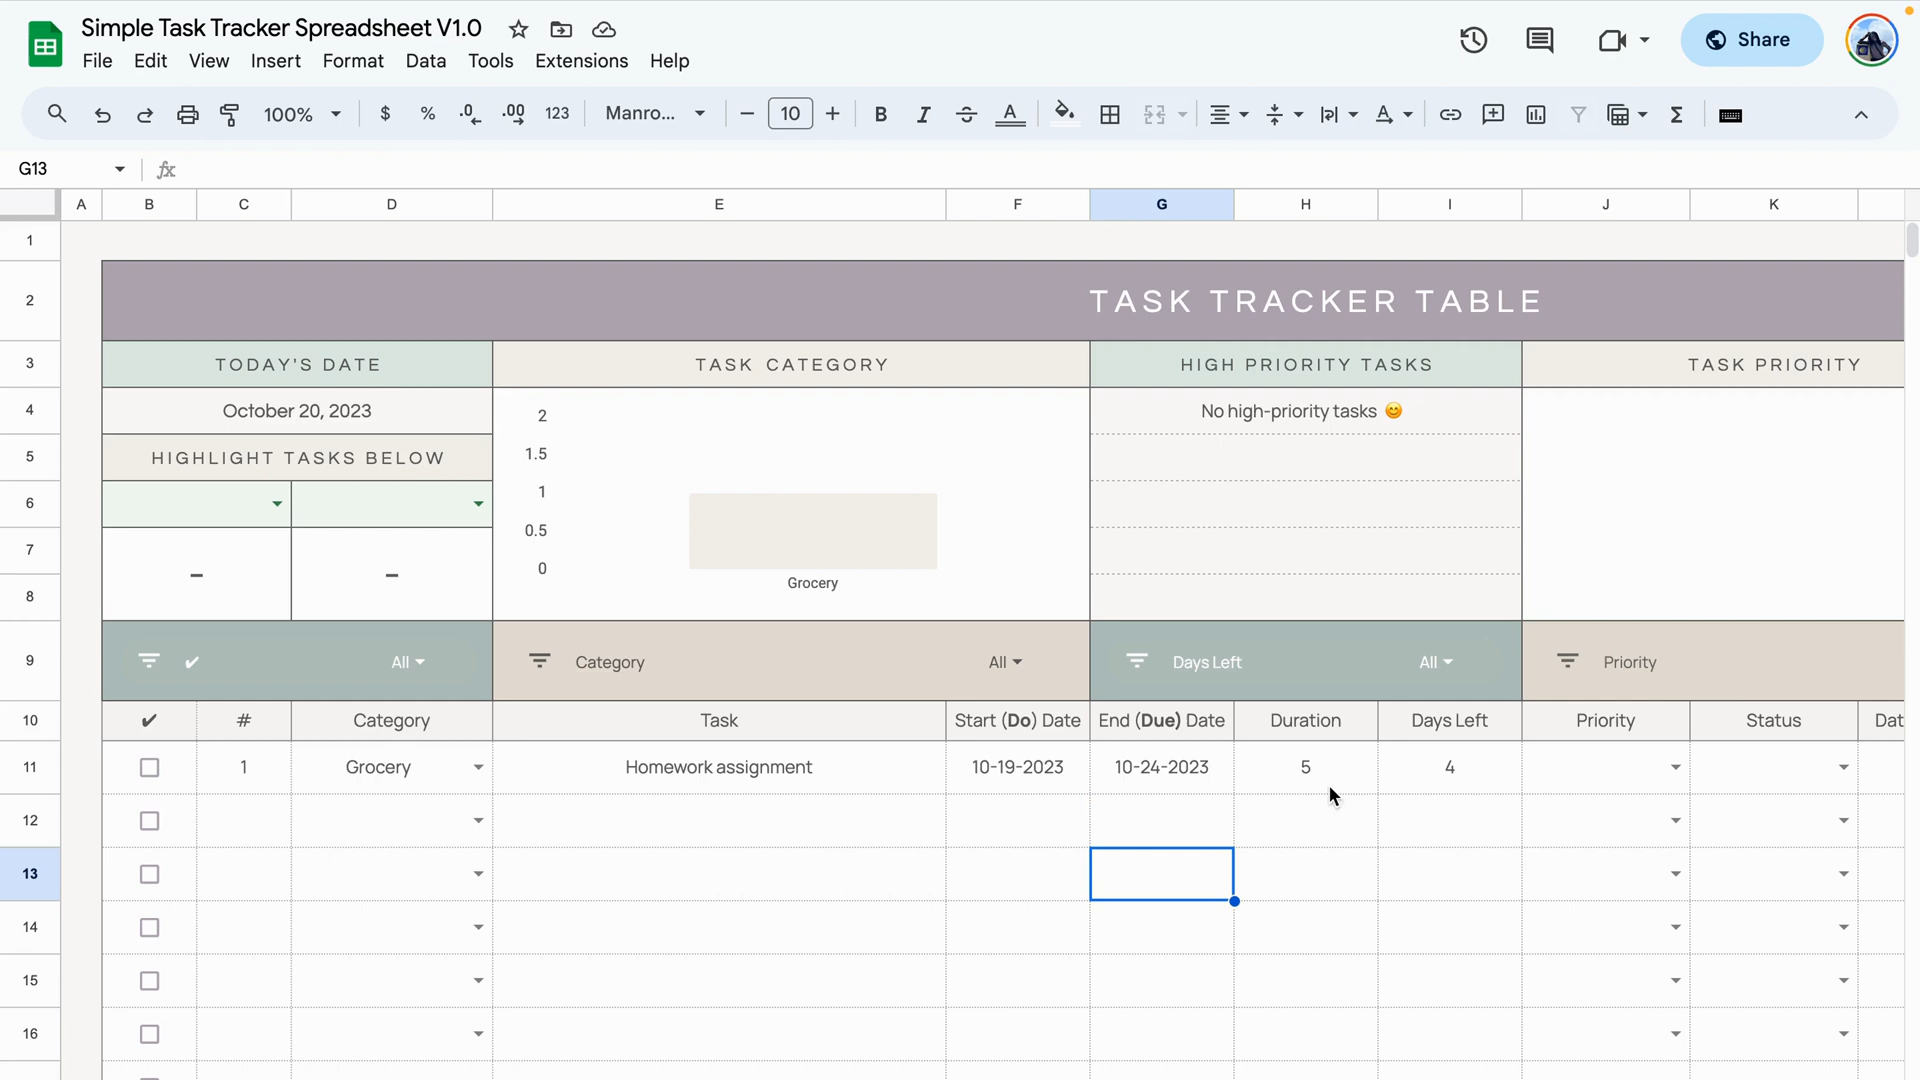 Simple Task Tracker Spreadsheet V1.0
File Edit View Insert Format Data Tools Extensions Help
Share
100% $ % .0 .00 123 Manro... 10 B I A A
G13 fx
A B C D E F G H I J K
1
2 TASK TRACKER TABLE
3 TODAY'S DATE TASK CATEGORY HIGH PRIORITY TASKS TASK PRIORITY
4 October 20, 2023 2 No high-priority tasks 😊
5 HIGHLIGHT TASKS BELOW 1.5
6 1
7 – – 0.5
8 0
Grocery
9 ✔ All Category All Days Left All Priority
10 ✔ # Category Task Start (Do) Date End (Due) Date Duration Days Left Priority Status Dat
11 1 Grocery Homework assignment 10-19-2023 10-24-2023 5 4
12
13
14
15
16